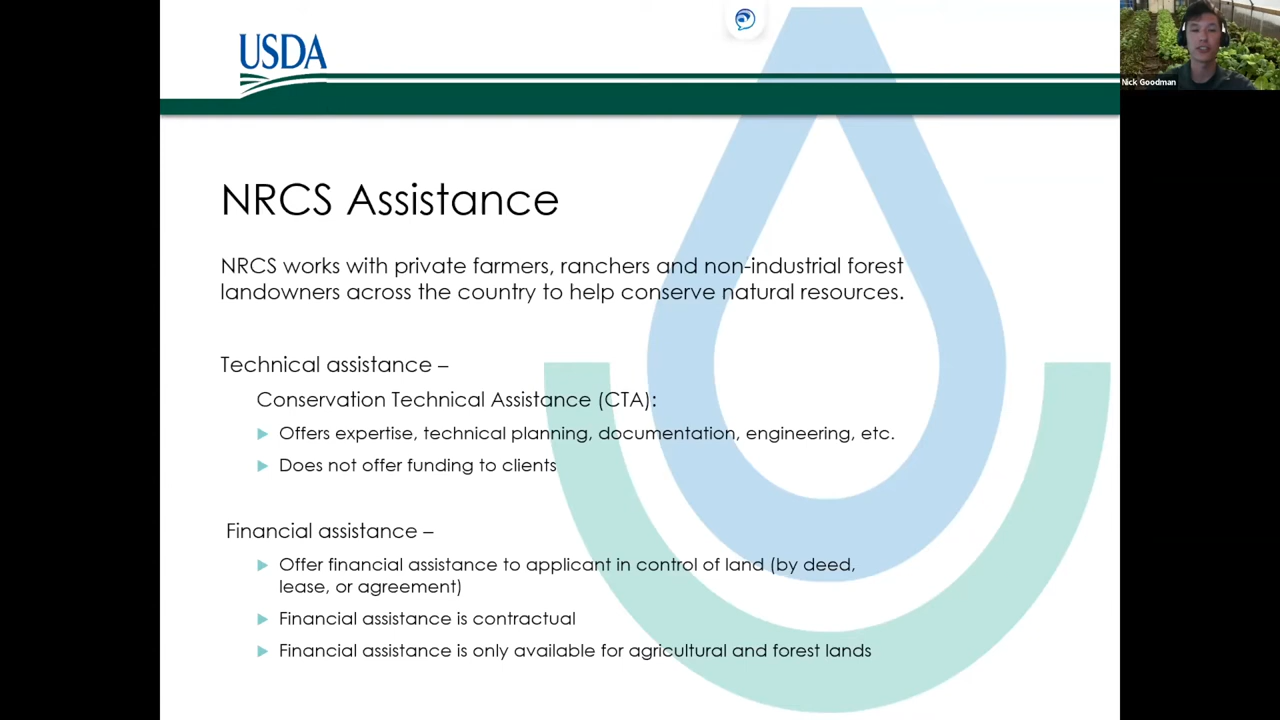 USDA
Nick Goodman
NRCS Assistance
NRCS works with private farmers, ranchers and non-industrial forest
landowners across the country to help conserve natural resources.
Technical assistance –
Conservation Technical Assistance (CTA):
Offers expertise, technical planning, documentation, engineering, etc.
Does not offer funding to clients
Financial assistance –
Offer financial assistance to applicant in control of land (by deed,
lease, or agreement)
Financial assistance is contractual
Financial assistance is only available for agricultural and forest lands